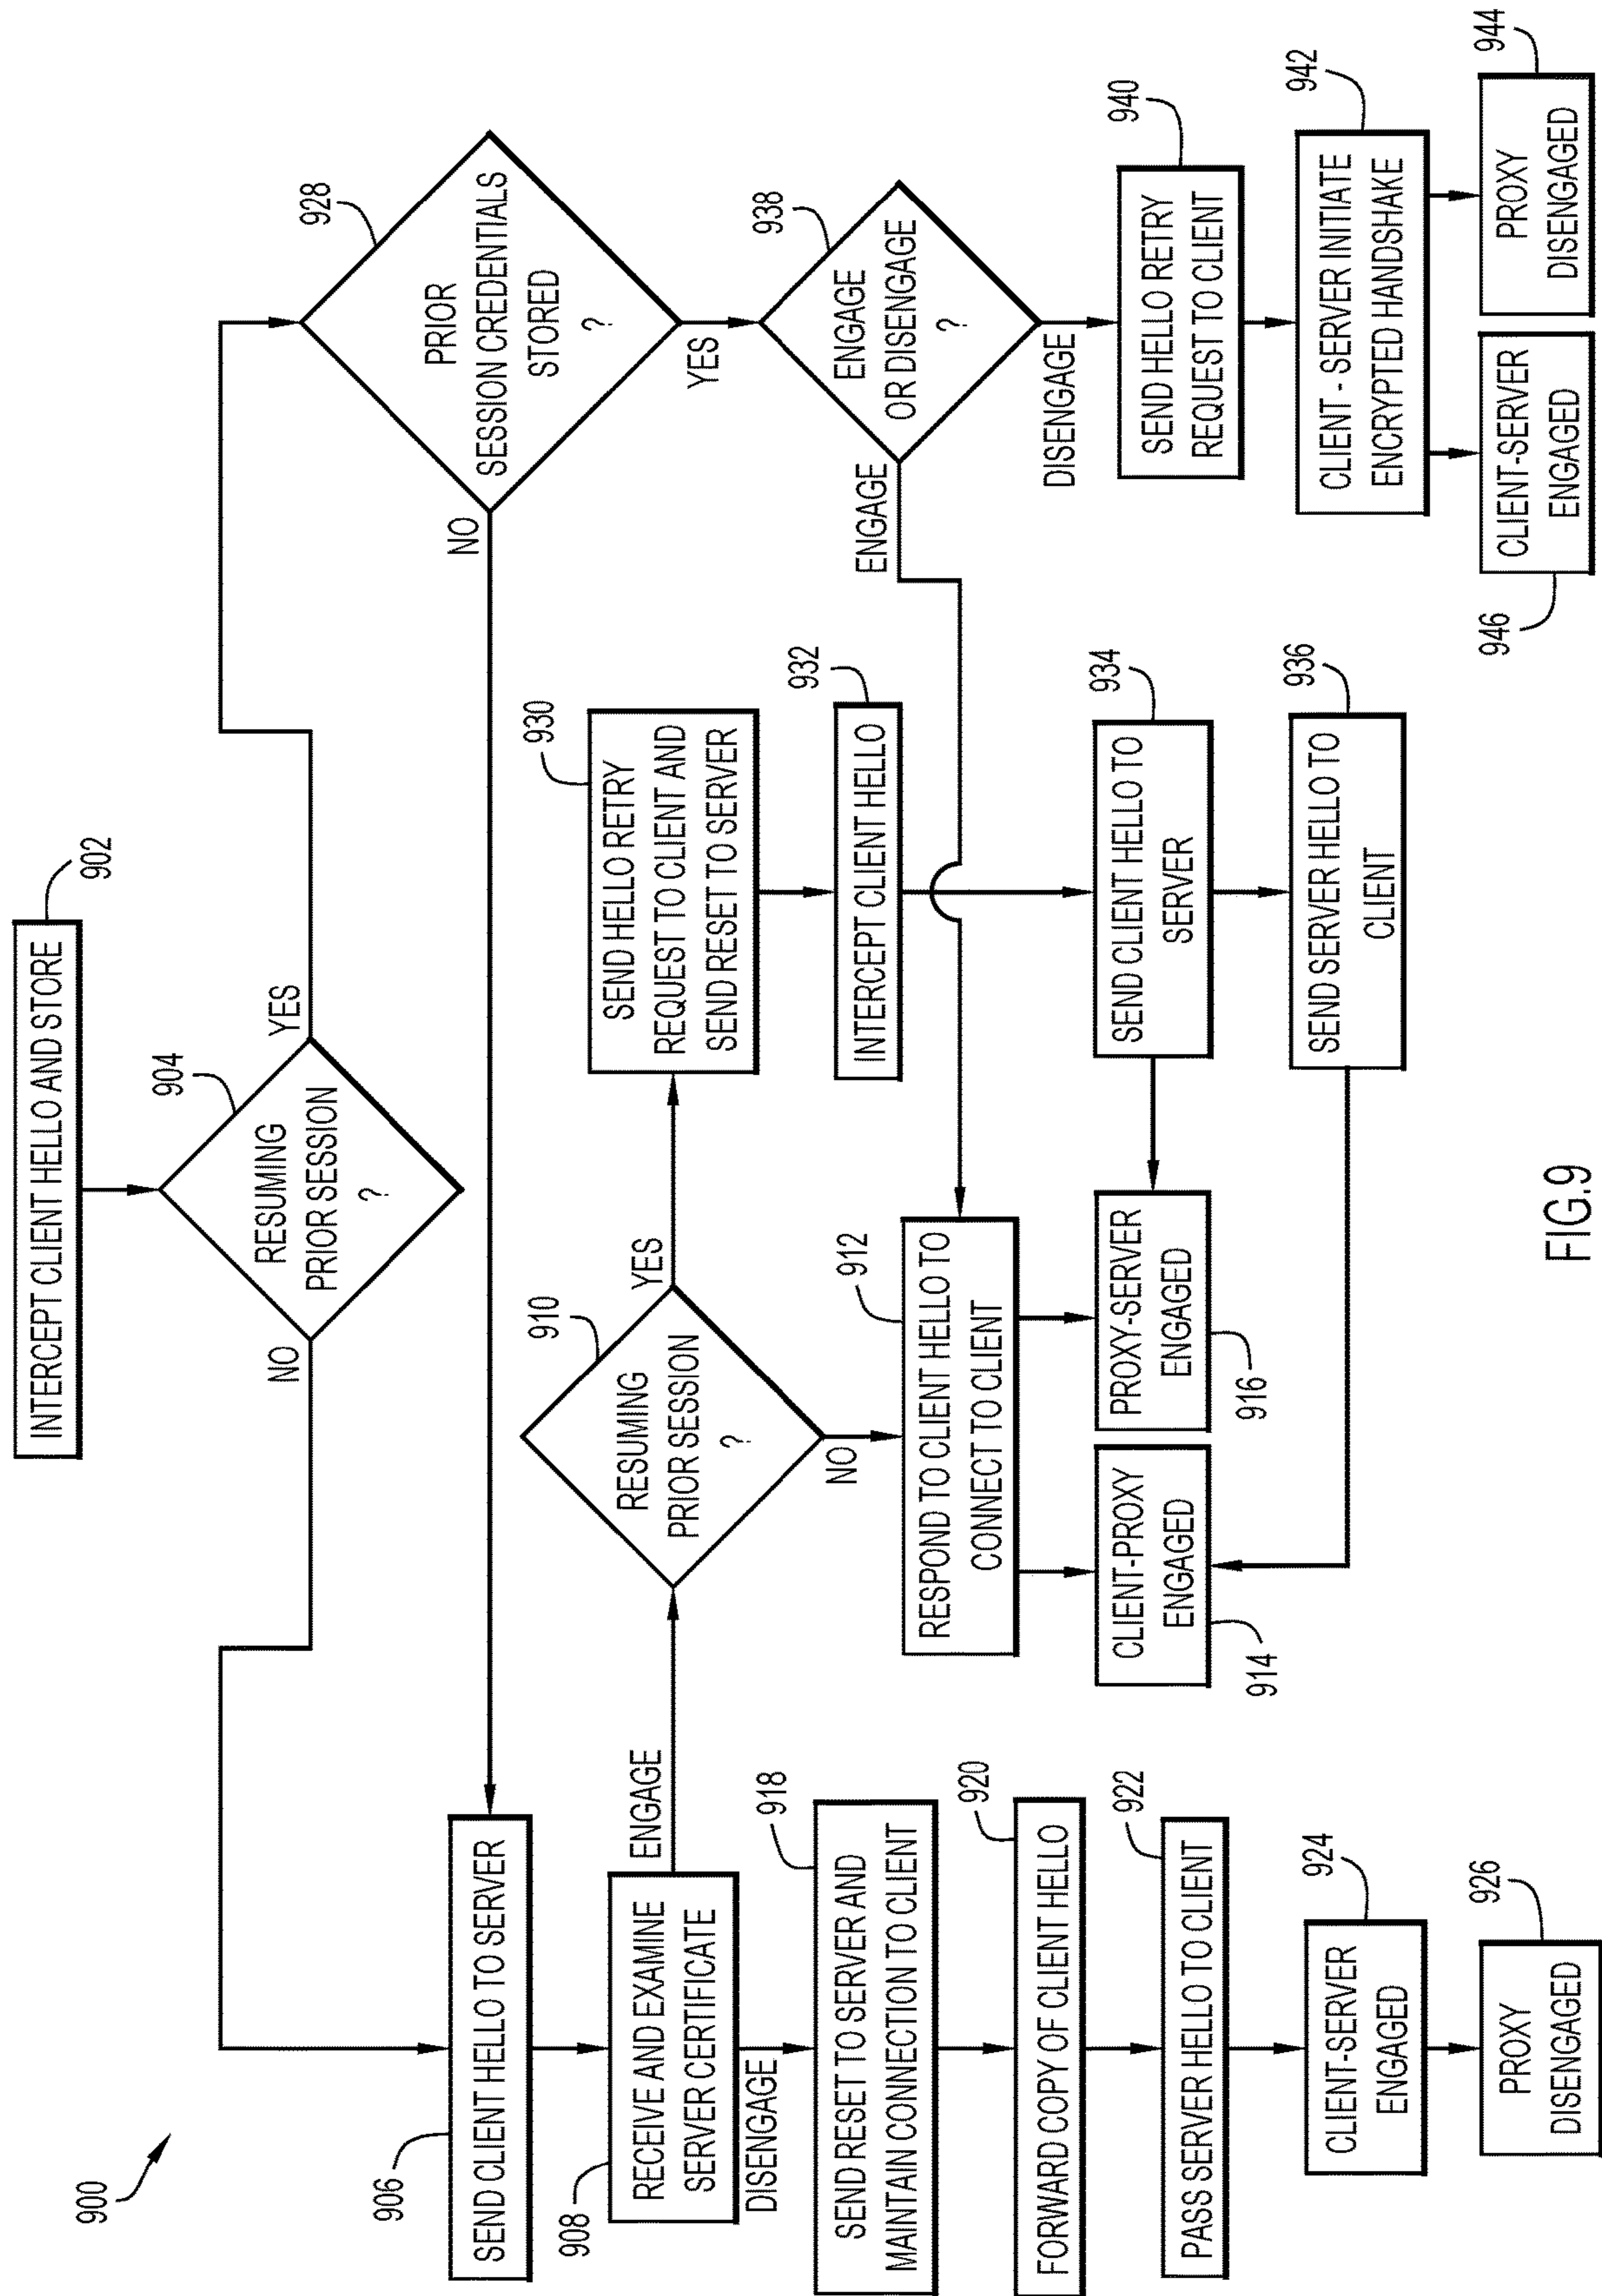 900
INTERCEPT CLIENT HELLO AND STORE
902
RESUMING
PRIOR SESSION
?
904
NO
YES
PRIOR
SESSION CREDENTIALS
STORED
?
928
NO
YES
SEND CLIENT HELLO TO SERVER
906
RECEIVE AND EXAMINE
SERVER CERTIFICATE
908
ENGAGE
DISENGAGE
RESUMING
PRIOR SESSION
?
910
YES
NO
SEND HELLO RETRY
REQUEST TO CLIENT AND
SEND RESET TO SERVER
930
ENGAGE
OR DISENGAGE
?
938
ENGAGE
DISENGAGE
SEND RESET TO SERVER AND
MAINTAIN CONNECTION TO CLIENT
918
INTERCEPT CLIENT HELLO
932
RESPOND TO CLIENT HELLO TO
CONNECT TO CLIENT
912
FORWARD COPY OF CLIENT HELLO
920
CLIENT-PROXY
ENGAGED
914
PROXY-SERVER
ENGAGED
916
SEND CLIENT HELLO TO
SERVER
934
SEND HELLO RETRY
REQUEST TO CLIENT
940
PASS SERVER HELLO TO CLIENT
922
SEND SERVER HELLO TO
CLIENT
936
CLIENT - SERVER INITIATE
ENCRYPTED HANDSHAKE
942
CLIENT-SERVER
ENGAGED
924
PROXY
DISENGAGED
926
CLIENT-SERVER
ENGAGED
946
PROXY
DISENGAGED
944
FIG.9